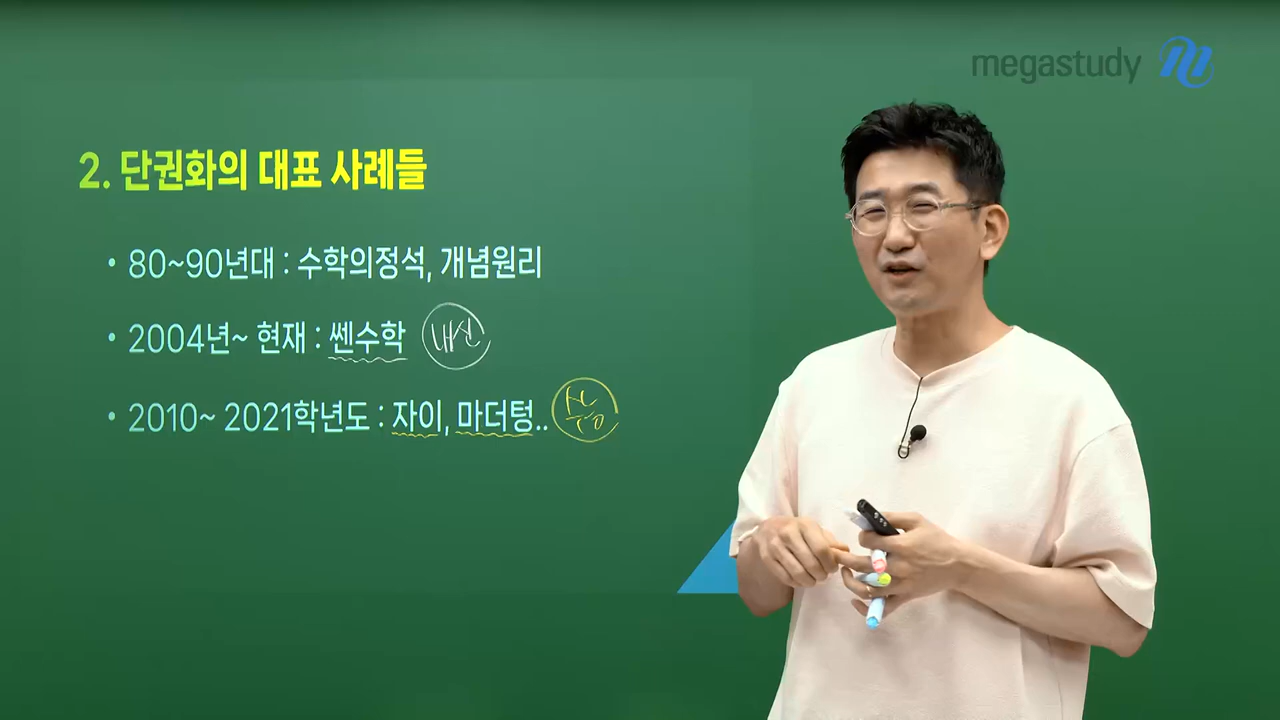 megastudy
2. 단권화의 대표 사례들
• 80~90년대 : 수학의정석, 개념원리
• 2004년~ 현재 : 쎈수학 내신
• 2010~ 2021학년도 : 자이, 마더텅.. 수능